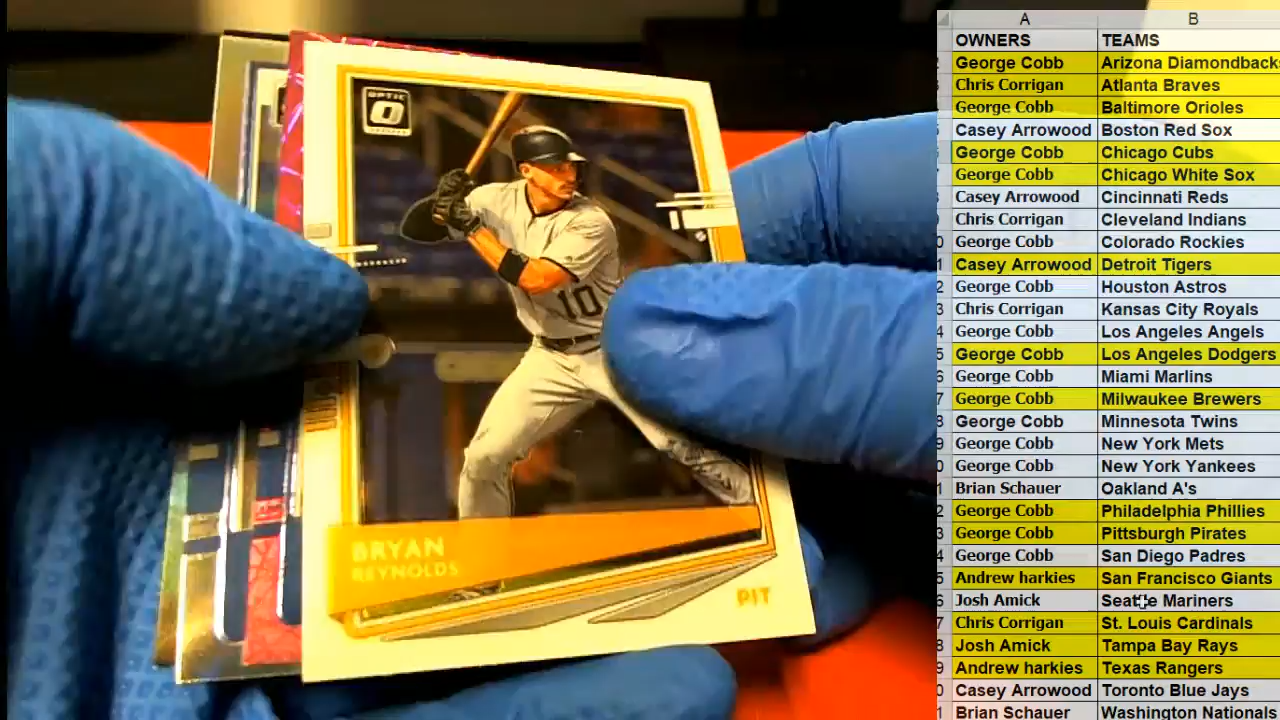 OPTIC
10
BRYAN
REYNOLDS
PIT
A B
OWNERS TEAMS
George Cobb Arizona Diamondbacks
Chris Corrigan Atlanta Braves
George Cobb Baltimore Orioles
Casey Arrowood Boston Red Sox
George Cobb Chicago Cubs
George Cobb Chicago White Sox
Casey Arrowood Cincinnati Reds
Chris Corrigan Cleveland Indians
George Cobb Colorado Rockies
Casey Arrowood Detroit Tigers
George Cobb Houston Astros
Chris Corrigan Kansas City Royals
George Cobb Los Angeles Angels
George Cobb Los Angeles Dodgers
George Cobb Miami Marlins
George Cobb Milwaukee Brewers
George Cobb Minnesota Twins
George Cobb New York Mets
George Cobb New York Yankees
Brian Schauer Oakland A's
George Cobb Philadelphia Phillies
George Cobb Pittsburgh Pirates
George Cobb San Diego Padres
Andrew harkies San Francisco Giants
Josh Amick Seattle Mariners
Chris Corrigan St. Louis Cardinals
Josh Amick Tampa Bay Rays
Andrew harkies Texas Rangers
Casey Arrowood Toronto Blue Jays
Brian Schauer Washington Nationals